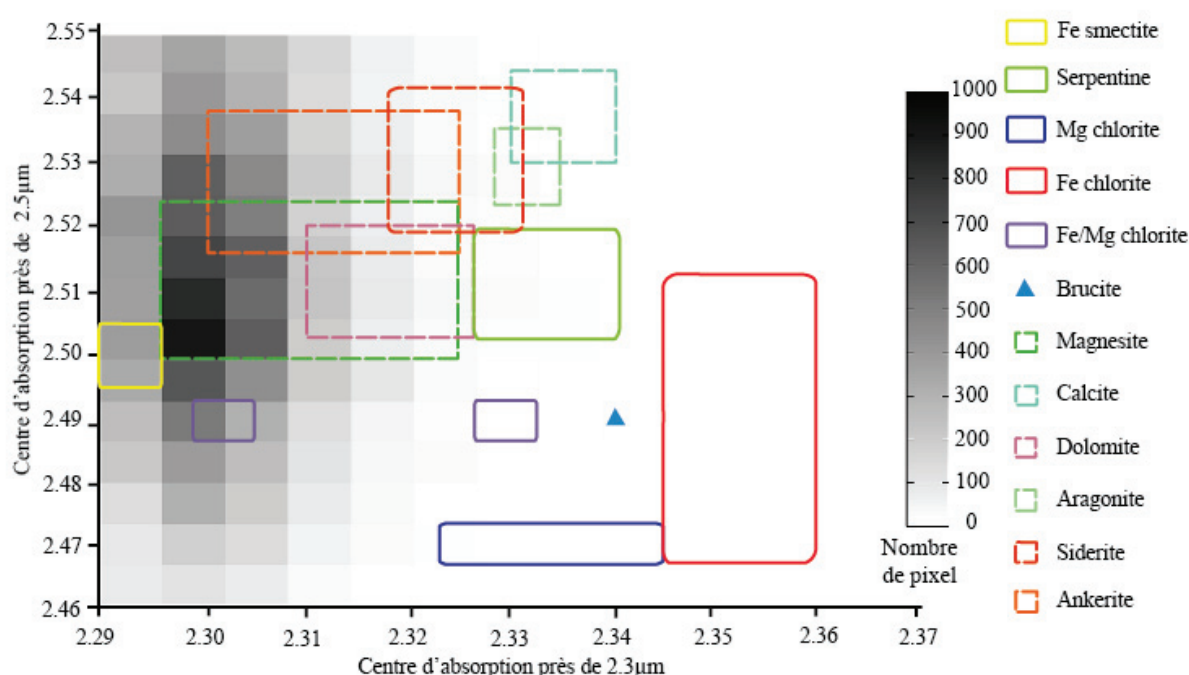 2.55
2.54
2.53
2.52
2.51
2.50
2.49
2.48
2.47
2.46
Centre d'absorption près de 2.5µm
2.29
2.30
2.31
2.32
2.33
2.34
2.35
2.36
2.37
Centre d'absorption près de 2.3µm
1000
900
800
700
600
500
400
300
200
100
0
Nombre
de pixel
Fe smectite
Serpentine
Mg chlorite
Fe chlorite
Fe/Mg chlorite
Brucite
Magnesite
Calcite
Dolomite
Aragonite
Siderite
Ankerite